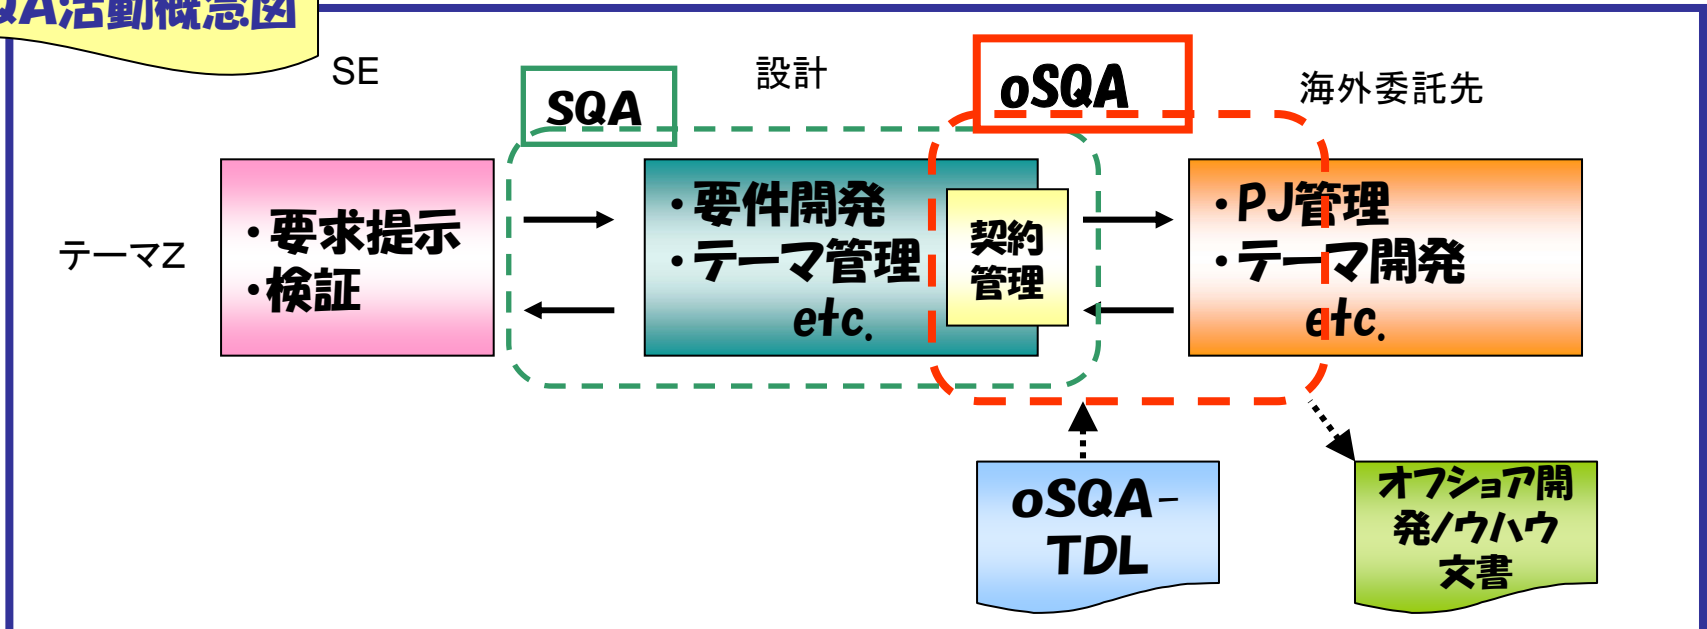 QA活動概念図
SE
設計
海外委託先
SQA
oSQA
テーマZ
・要求提示
・検証
・要件開発
・テーマ管理
etc.
契約
管理
・PJ管理
・テーマ開発
etc.
oSQA-
TDL
オフショア開
発ノウハウ
文書